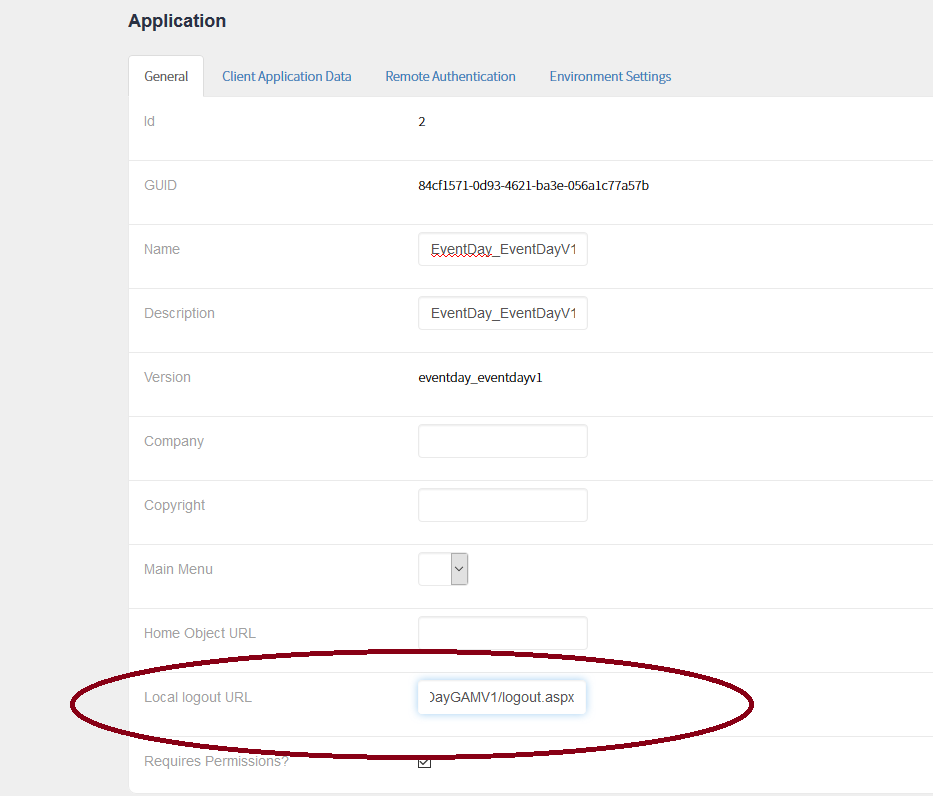 Application
General Client Application Data Remote Authentication Environment Settings
Id 2
GUID 84cf1571-0d93-4621-ba3e-056a1c77a57b
Name EventDay_EventDayV1
Description EventDay_EventDayV1
Version eventday_eventdayv1
Company
Copyright
Main Menu
Home Object URL
Local logout URL DayGAMV1/logout.aspx
Requires Permissions?